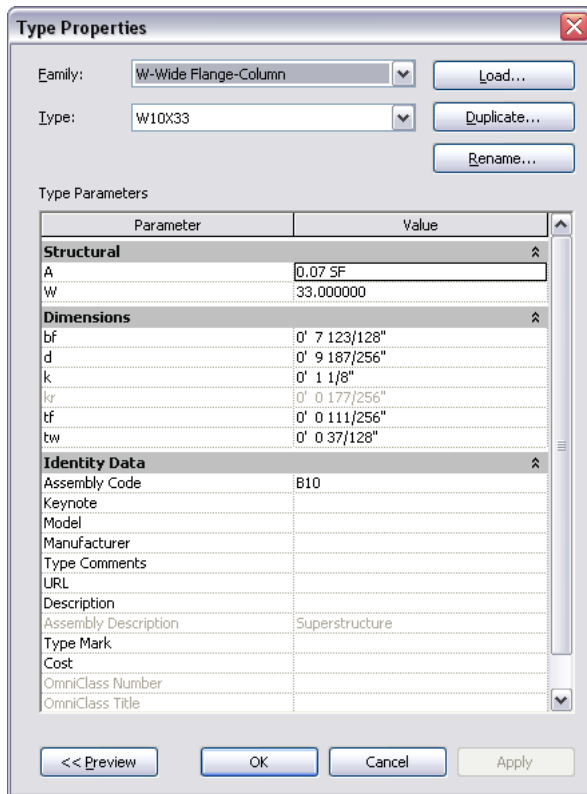 Type Properties
Family: W-Wide Flange-Column Load...
Type: W10X33 Duplicate...
Rename...
Type Parameters
Parameter Value
Structural
A 0.07 SF
W 33.000000
Dimensions
bf 0' 7 123/128"
d 0' 9 187/256"
k 0' 1 1/8"
kr 0' 0 177/256"
tf 0' 0 111/256"
tw 0' 0 37/128"
Identity Data
Assembly Code B10
Keynote
Model
Manufacturer
Type Comments
URL
Description
Assembly Description Superstructure
Type Mark
Cost
OmniClass Number
OmniClass Title
<< Preview OK Cancel Apply